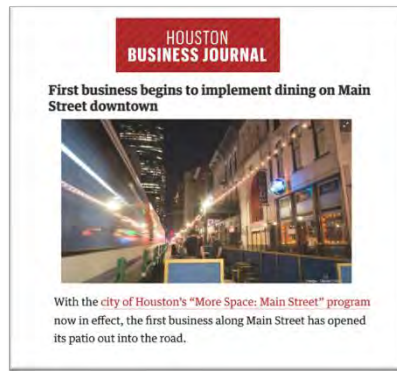 HOUSTON
BUSINESS JOURNAL
First business begins to implement dining on Main
Street downtown
With the city of Houston's “More Space: Main Street” program
now in effect, the first business along Main Street has opened
its patio out into the road.